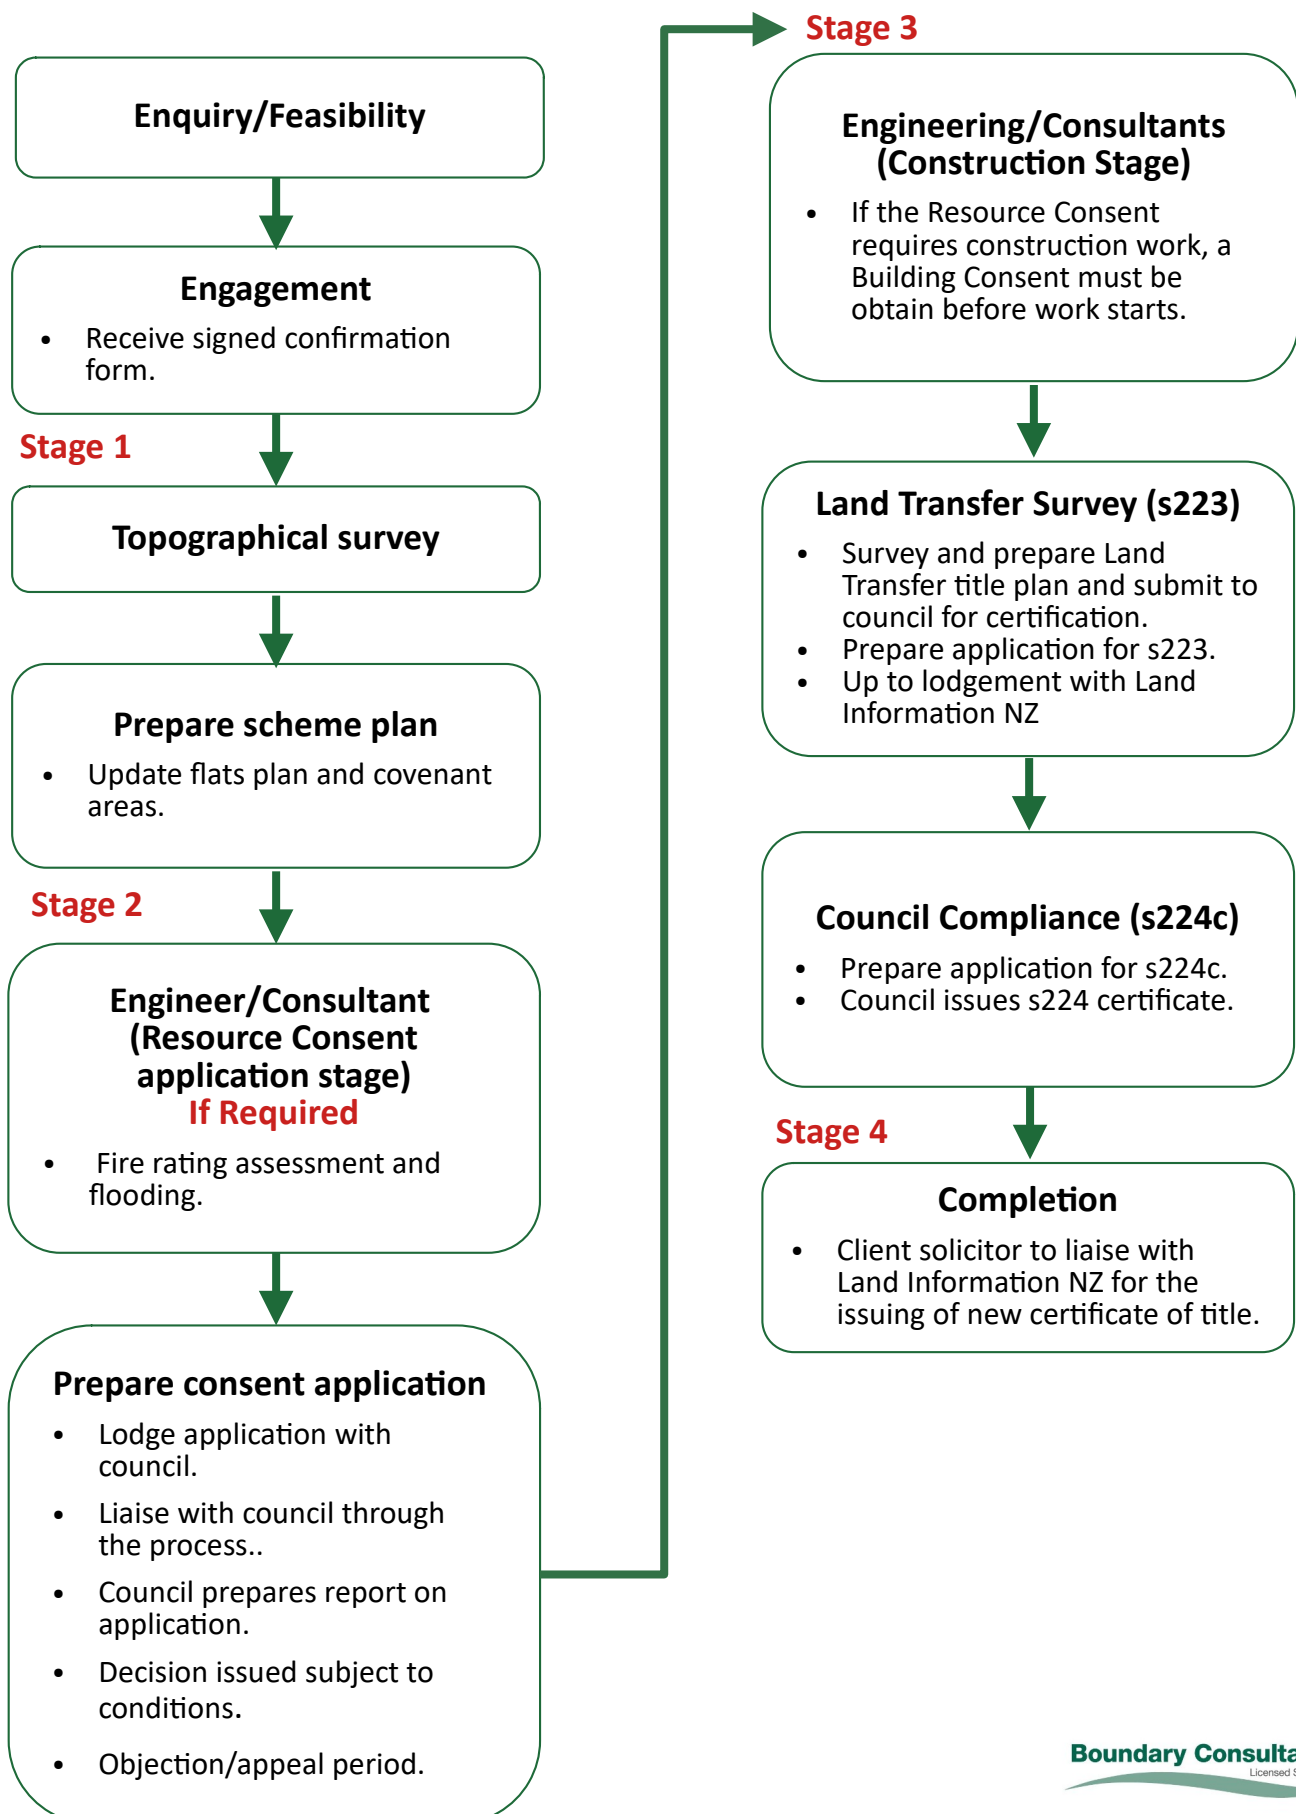 Enquiry/Feasibility
Engagement
• Receive signed confirmation
form.
Stage 1
Topographical survey
Prepare scheme plan
• Update flats plan and covenant
areas.
Stage 2
Engineer/Consultant
(Resource Consent
application stage)
If Required
• Fire rating assessment and
flooding.
Prepare consent application
• Lodge application with
council.
• Liaise with council through
the process..
• Council prepares report on
application.
• Decision issued subject to
conditions.
• Objection/appeal period.
Stage 3
Engineering/Consultants
(Construction Stage)
• If the Resource Consent
requires construction work, a
Building Consent must be
obtain before work starts.
Land Transfer Survey (s223)
• Survey and prepare Land
Transfer title plan and submit to
council for certification.
• Prepare application for s223.
• Up to lodgement with Land
Information NZ
Council Compliance (s224c)
• Prepare application for s224c.
• Council issues s224 certificate.
Stage 4
Completion
• Client solicitor to liaise with
Land Information NZ for the
issuing of new certificate of title.
Boundary Consulta
Licensed S